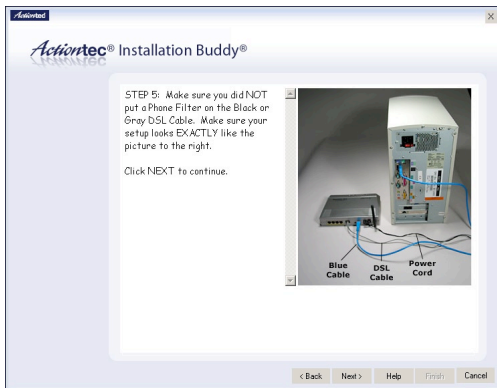 Actiontec
X
Actiontec® Installation Buddy®
STEP 5: Make sure you did NOT
put a Phone Filter on the Black or
Gray DSL Cable. Make sure your
setup looks EXACTLY like the
picture to the right.
Click NEXT to continue.
Blue Cable
DSL Cable
Power Cord
< Back Next > Help Finish Cancel